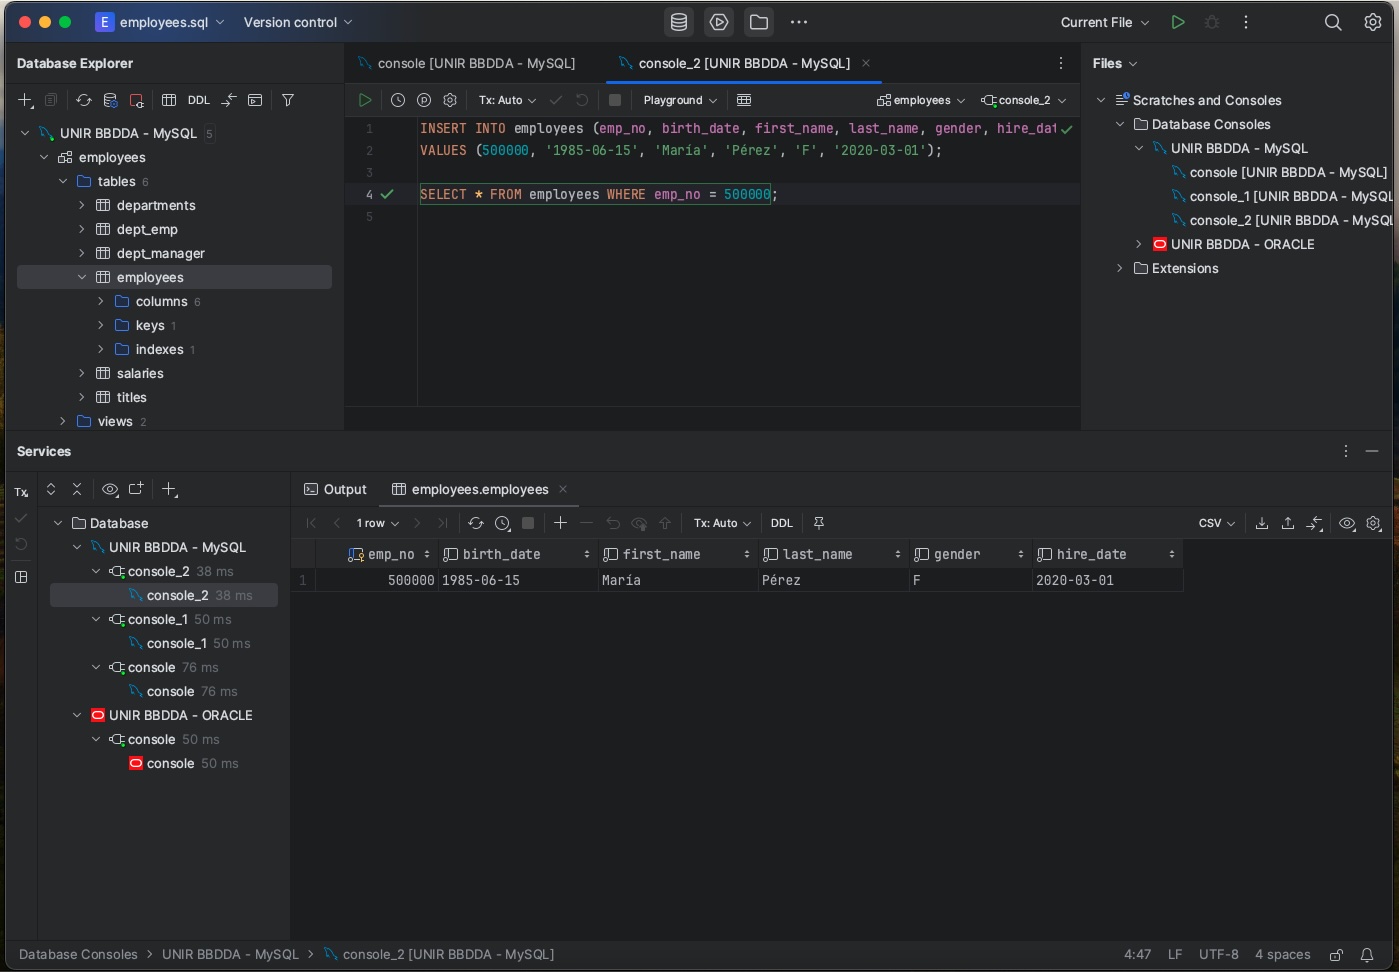 E employees.sql Version control Current File
Database Explorer
DDL
UNIR BBDDA - MySQL 5
employees
tables 6
departments
dept_emp
dept_manager
employees
columns 6
keys 1
indexes 1
salaries
titles
views 2
console [UNIR BBDDA - MySQL] console_2 [UNIR BBDDA - MySQL]
Tx: Auto Playground employees console_2
1 INSERT INTO employees (emp_no, birth_date, first_name, last_name, gender, hire_dat
2 VALUES (500000, '1985-06-15', 'María', 'Pérez', 'F', '2020-03-01');
3
4 SELECT * FROM employees WHERE emp_no = 500000;
5
Files
Scratches and Consoles
Database Consoles
UNIR BBDDA - MySQL
console [UNIR BBDDA - MySQL]
console_1 [UNIR BBDDA - MySQL
console_2 [UNIR BBDDA - MySQL
UNIR BBDDA - ORACLE
Extensions
Services
Tx
Database
UNIR BBDDA - MySQL
console_2 38 ms
console_2 38 ms
console_1 50 ms
console_1 50 ms
console 76 ms
console 76 ms
UNIR BBDDA - ORACLE
console 50 ms
console 50 ms
Output employees.employees
1 row Tx: Auto DDL CSV
emp_no birth_date first_name last_name gender hire_date
1 500000 1985-06-15 María Pérez F 2020-03-01
Database Consoles UNIR BBDDA - MySQL console_2 [UNIR BBDDA - MySQL] 4:47 LF UTF-8 4 spaces